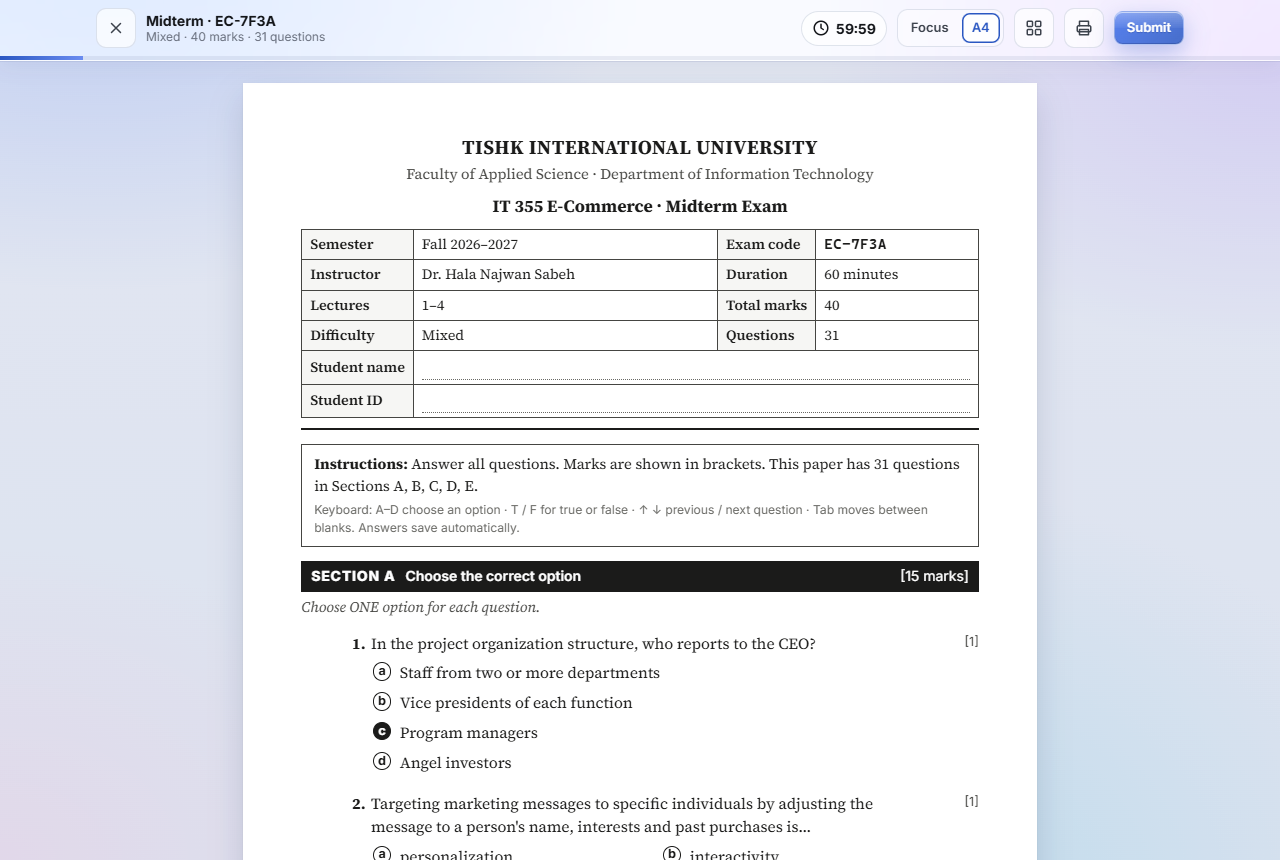 Midterm · EC-7F3A
Mixed · 40 marks · 31 questions
59:59
Focus
A4
Submit
TISHK INTERNATIONAL UNIVERSITY
Faculty of Applied Science · Department of Information Technology
IT 355 E-Commerce · Midterm Exam
Semester Fall 2026–2027 Exam code EC-7F3A
Instructor Dr. Hala Najwan Sabeh Duration 60 minutes
Lectures 1–4 Total marks 40
Difficulty Mixed Questions 31
Student name
Student ID
Instructions: Answer all questions. Marks are shown in brackets. This paper has 31 questions
in Sections A, B, C, D, E.
Keyboard: A–D choose an option · T / F for true or false · ↑ ↓ previous / next question · Tab moves between
blanks. Answers save automatically.
SECTION A Choose the correct option [15 marks]
Choose ONE option for each question.
1. In the project organization structure, who reports to the CEO? [1]
a Staff from two or more departments
b Vice presidents of each function
c Program managers
d Angel investors
2. Targeting marketing messages to specific individuals by adjusting the [1]
message to a person's name, interests and past purchases is...
a personalization b interactivity